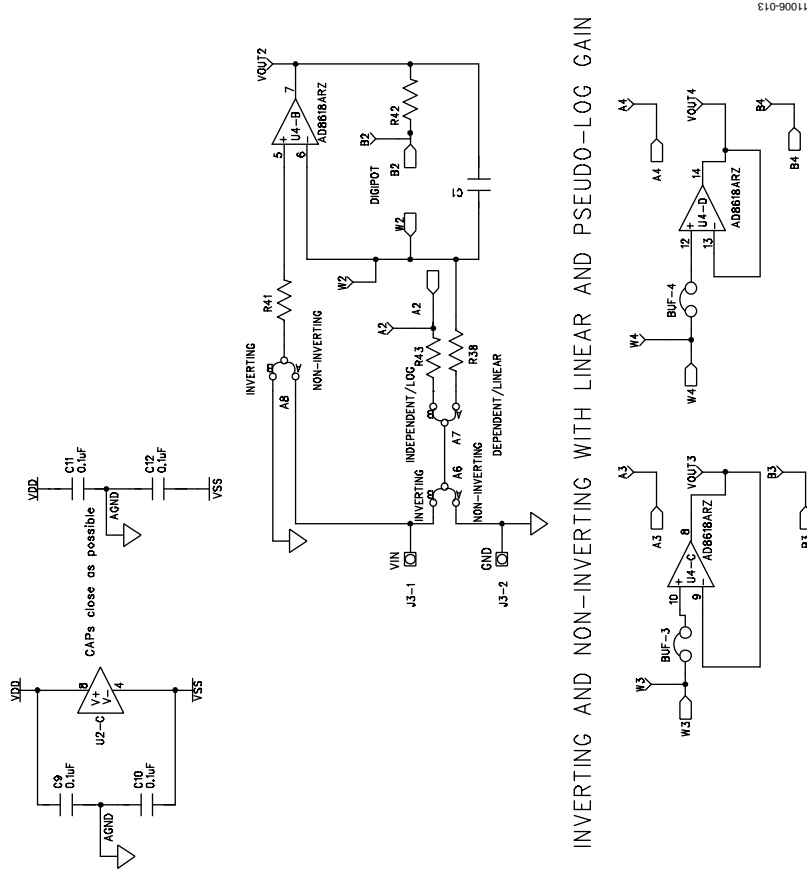 11006-013
VDD
C9
0.1uF
AGND
C10
0.1uF
VSS
8
V+
V-
4
U2-C
CAPs close as possible
VDD
C11
0.1uF
AGND
C12
0.1uF
VSS
INVERTING
B
A
A8
NON-INVERTING
R41
5
+
6
-
U4-B
7
AD8618ARZ
VOUT2
VIN
J3-1
GND
J3-2
INVERTING
B
A
A6
NON-INVERTING
INDEPENDENT/LOG
B
A
A7
DEPENDENT/LINEAR
R43
R38
A2
A2
W2
W2
DIGIPOT
B2
B2
R42
C1
INVERTING AND NON-INVERTING WITH LINEAR AND PSEUDO-LOG GAIN
W3
W3
BUF-3
10
+
9
-
U4-C
8
AD8618ARZ
VOUT3
A3
A3
B3
B3
W4
W4
BUF-4
12
+
13
-
U4-D
14
AD8618ARZ
VOUT4
A4
A4
B4
B4